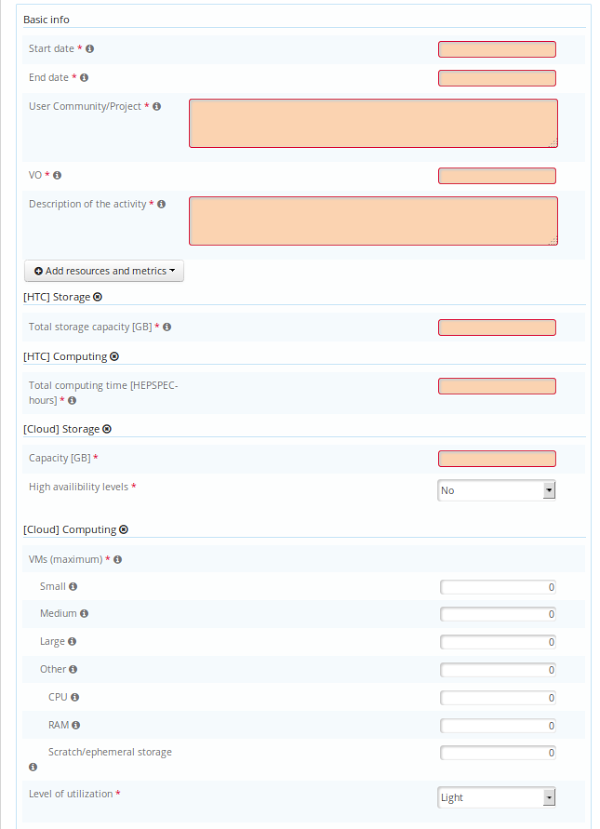 Basic info
Start date *
End date *
User Community/Project *
VO *
Description of the activity *
Add resources and metrics
[HTC] Storage
Total storage capacity [GB] *
[HTC] Computing
Total computing time [HEPSPEC-
hours] *
[Cloud] Storage
Capacity [GB] *
High availibility levels * No
[Cloud] Computing
VMs (maximum) *
Small 0
Medium 0
Large 0
Other 0
CPU 0
RAM 0
Scratch/ephemeral storage 0
Level of utilization * Light